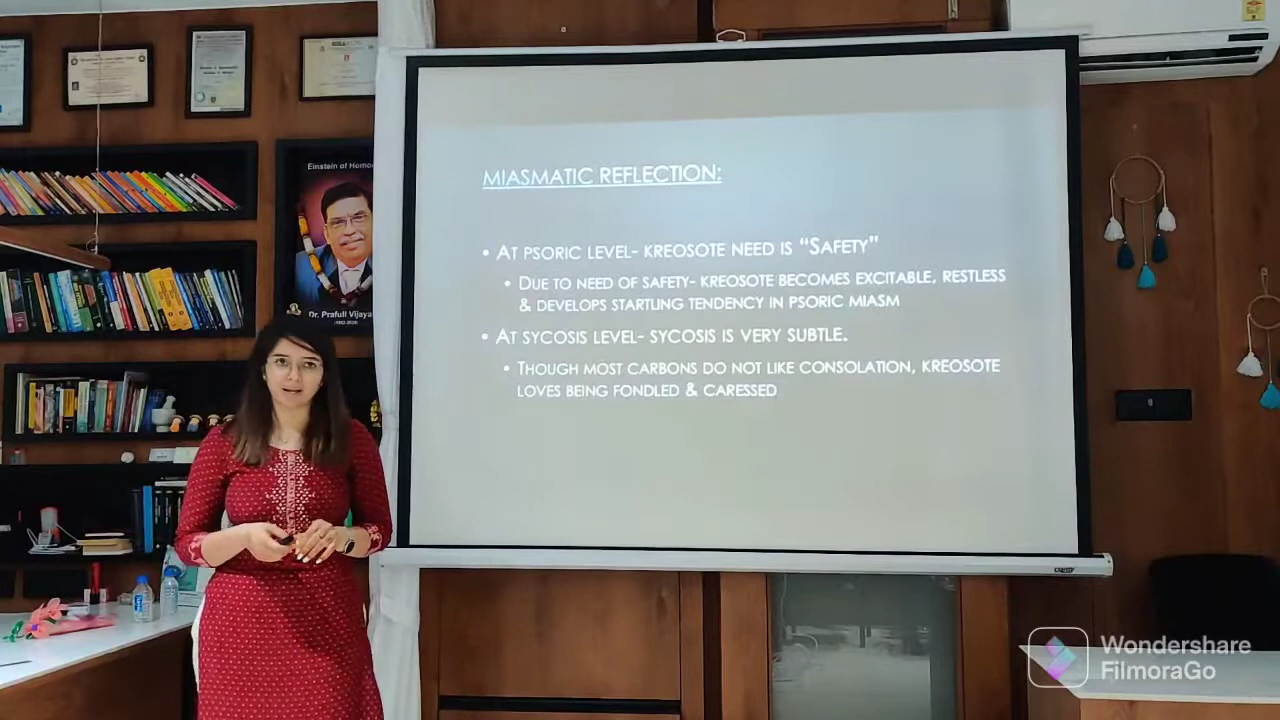 MIASMATIC REFLECTION:
• AT PSORIC LEVEL- KREOSOTE NEED IS “SAFETY”
• DUE TO NEED OF SAFETY- KREOSOTE BECOMES EXCITABLE, RESTLESS
& DEVELOPS STARTLING TENDENCY IN PSORIC MIASM
• AT SYCOSIS LEVEL- SYCOSIS IS VERY SUBTLE.
• THOUGH MOST CARBONS DO NOT LIKE CONSOLATION, KREOSOTE
LOVES BEING FONDLED & CARESSED
Einstein of Homoe
Dr. Prafull Vijaya
Wondershare
FilmoraGo